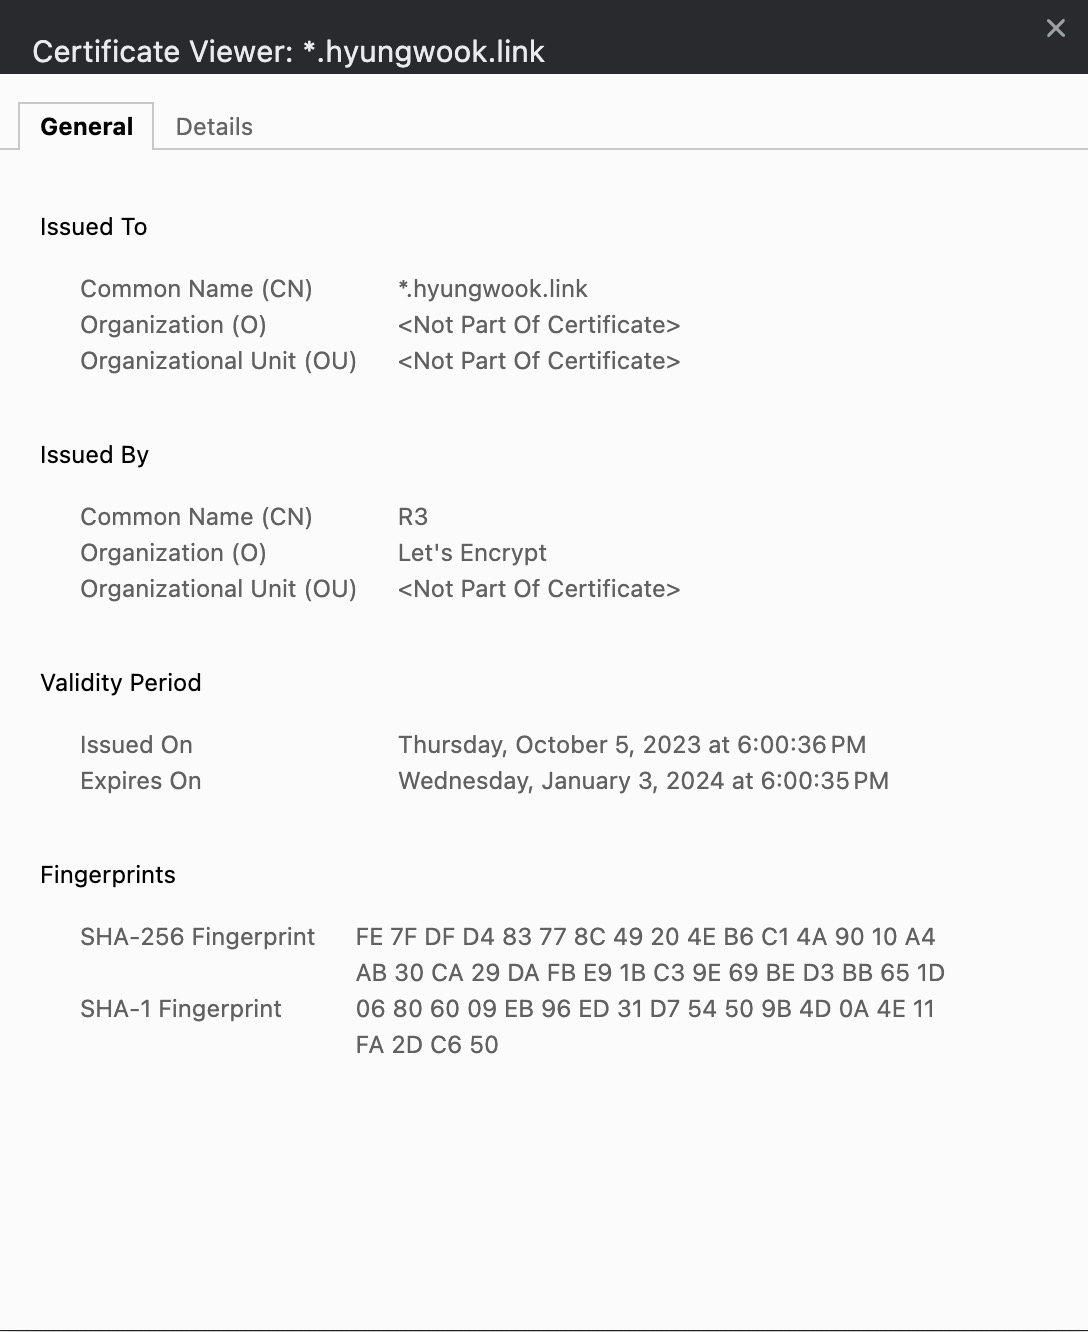 Certificate Viewer: *.hyungwook.link
General Details
Issued To
Common Name (CN) *.hyungwook.link
Organization (O) <Not Part Of Certificate>
Organizational Unit (OU) <Not Part Of Certificate>
Issued By
Common Name (CN) R3
Organization (O) Let's Encrypt
Organizational Unit (OU) <Not Part Of Certificate>
Validity Period
Issued On Thursday, October 5, 2023 at 6:00:36 PM
Expires On Wednesday, January 3, 2024 at 6:00:35 PM
Fingerprints
SHA-256 Fingerprint FE 7F DF D4 83 77 8C 49 20 4E B6 C1 4A 90 10 A4
AB 30 CA 29 DA FB E9 1B C3 9E 69 BE D3 BB 65 1D
SHA-1 Fingerprint 06 80 60 09 EB 96 ED 31 D7 54 50 9B 4D 0A 4E 11
FA 2D C6 50